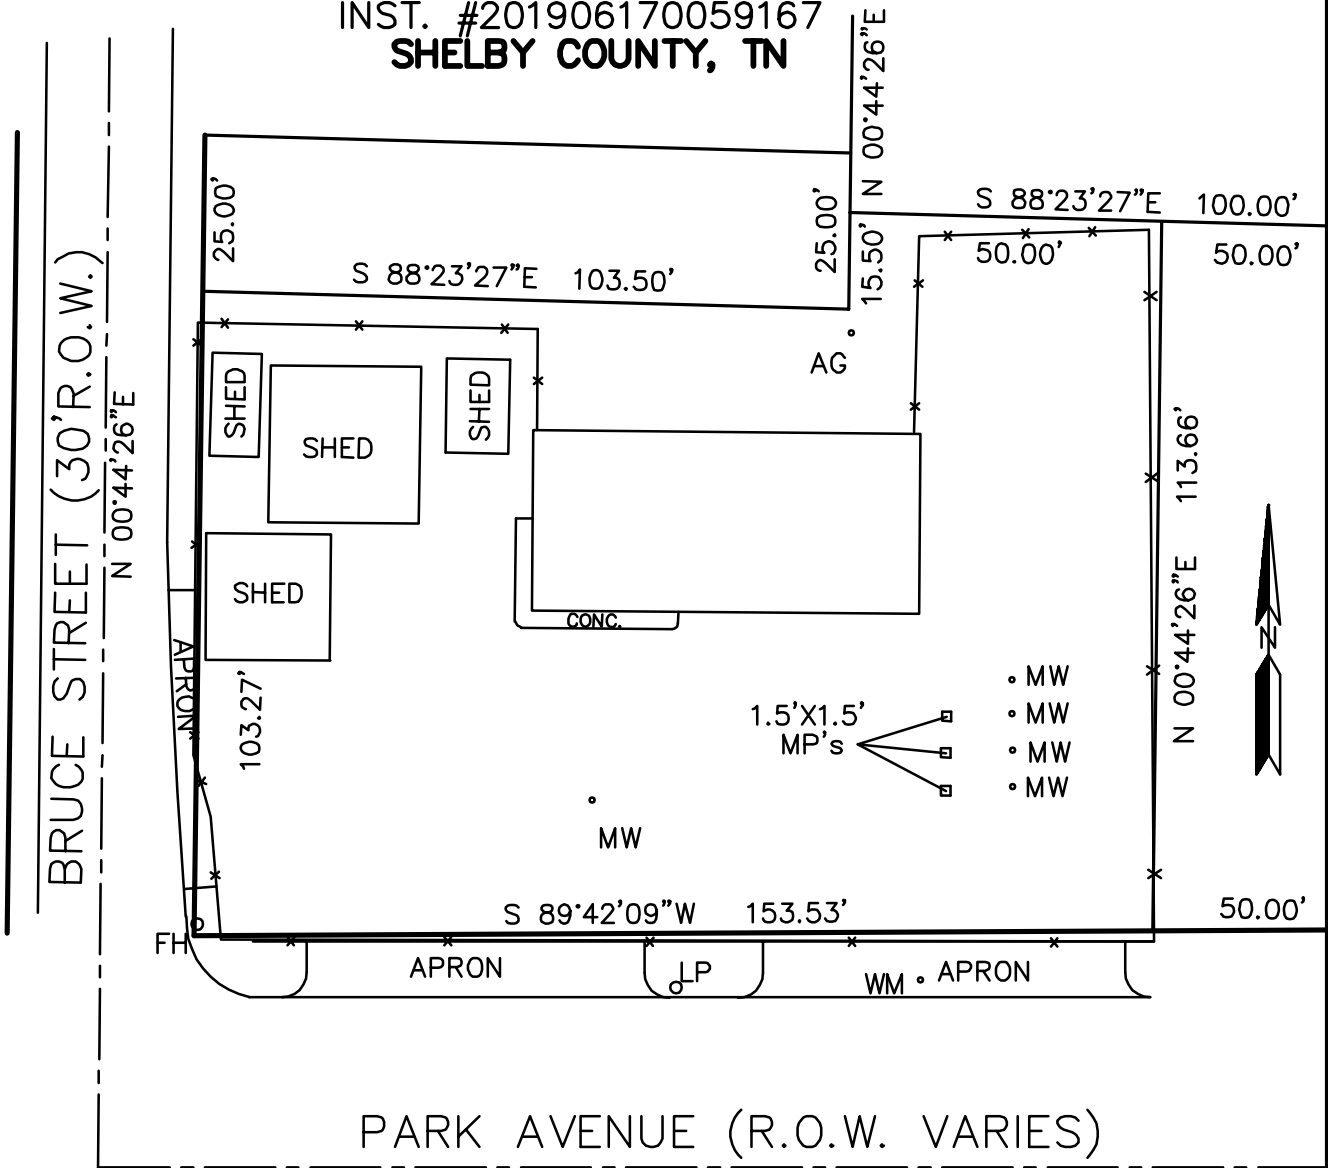 INST. #201906170059167
SHELBY COUNTY, TN
N 00°44'26"E
25.00'
25.00'
15.50'
S 88°23'27"E 100.00'
50.00'
50.00'
S 88°23'27"E 103.50'
AG
SHED
SHED
SHED
SHED
CONC.
BRUCE STREET (30'R.O.W.)
N 00°44'26"E
APRON
103.27'
N 00°44'26"E 113.66'
N
MW
MW
MW
MW
1.5'X1.5'
MP's
MW
S 89°42'09"W 153.53'
50.00'
FH
APRON
LP
WM
APRON
PARK AVENUE (R.O.W. VARIES)